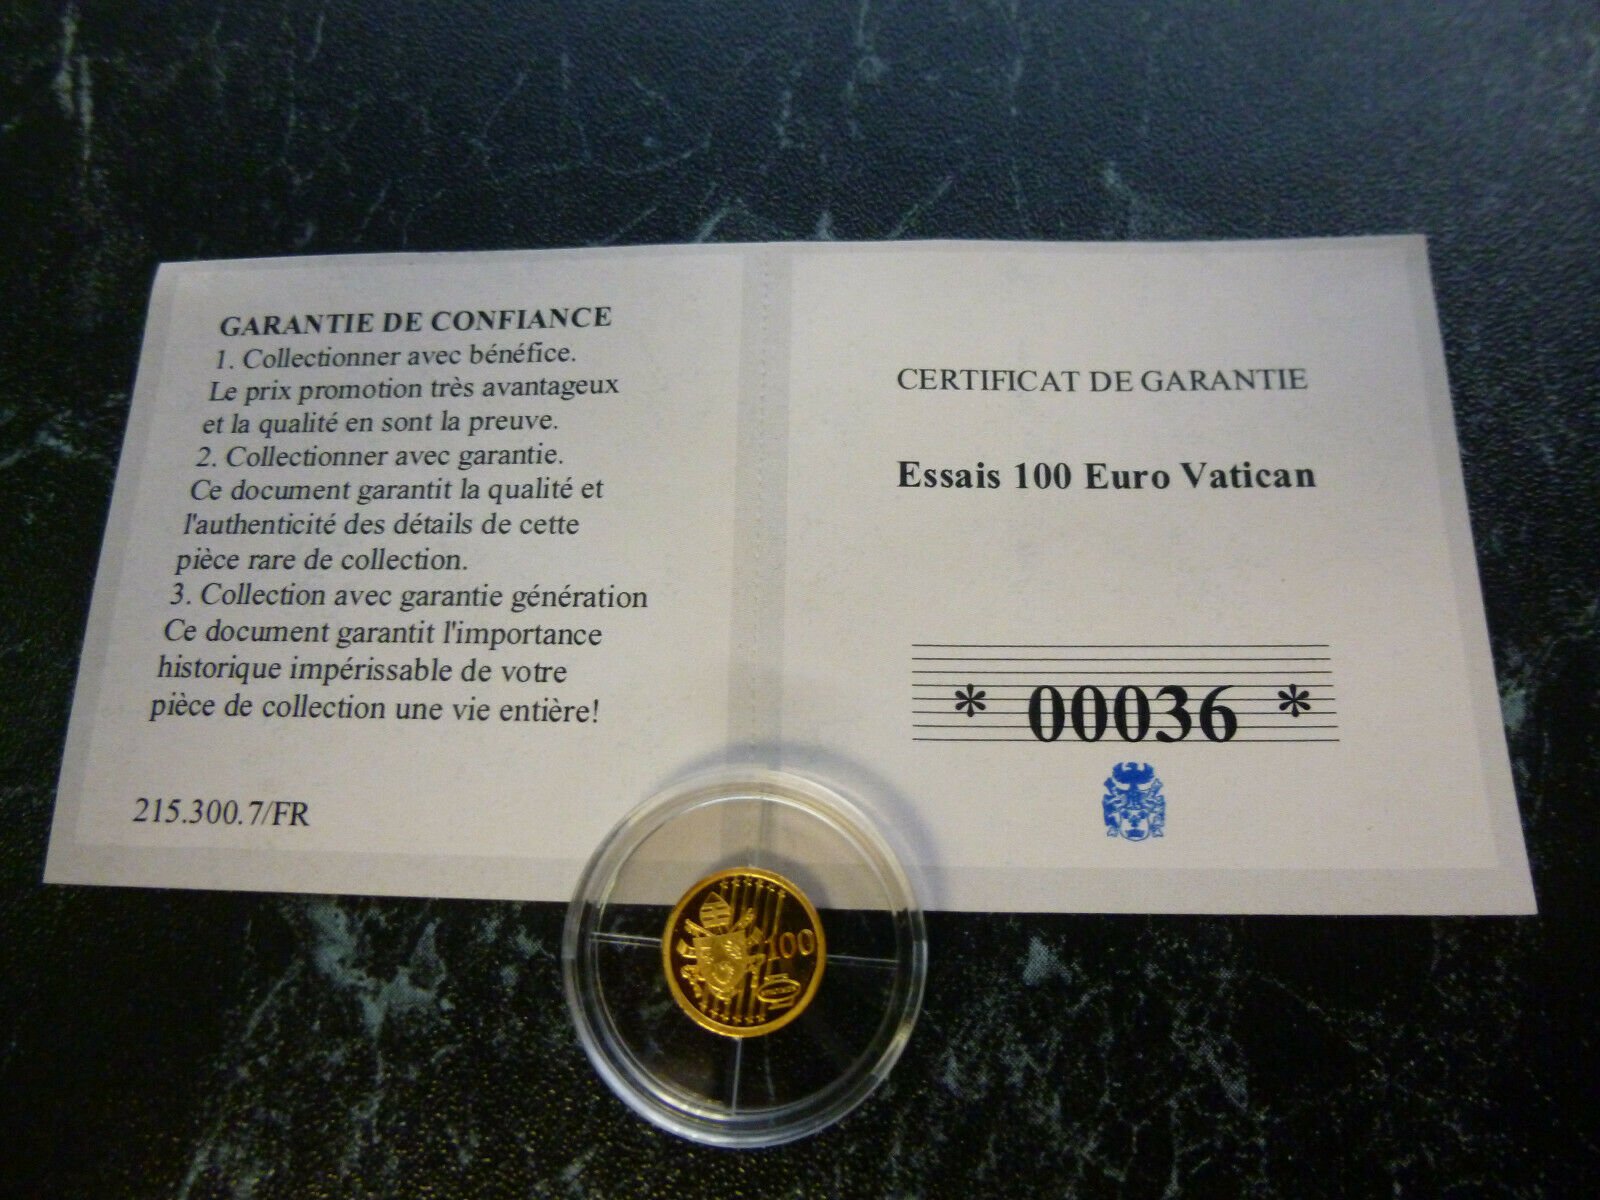 GARANTIE DE CONFIANCE
1. Collectionner avec bénéfice.
Le prix promotion très avantageux
et la qualité en sont la preuve.
2. Collectionner avec garantie.
Ce document garantit la qualité et
l'authenticité des détails de cette
pièce rare de collection.
3. Collection avec garantie génération
Ce document garantit l'importance
historique impérissable de votre
pièce de collection une vie entière!
215.300.7/FR
CERTIFICAT DE GARANTIE
Essais 100 Euro Vatican
* 00036 *
100